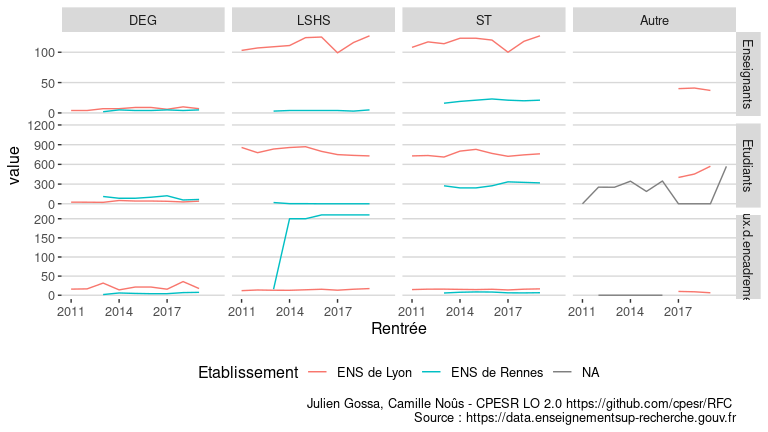 DEG LSHS ST Autre
100
50
0
Enseignants
1200
900
600
300
0
Etudiants
200
150
100
50
0
ux.d.encadreme
value
2011 2014 2017 2011 2014 2017 2011 2014 2017 2011 2014 2017
Rentrée
Etablissement ENS de Lyon ENS de Rennes NA
Julien Gossa, Camille Noûs - CPESR LO 2.0 https://github.com/cpesr/RFC
Source : https://data.enseignementsup-recherche.gouv.fr